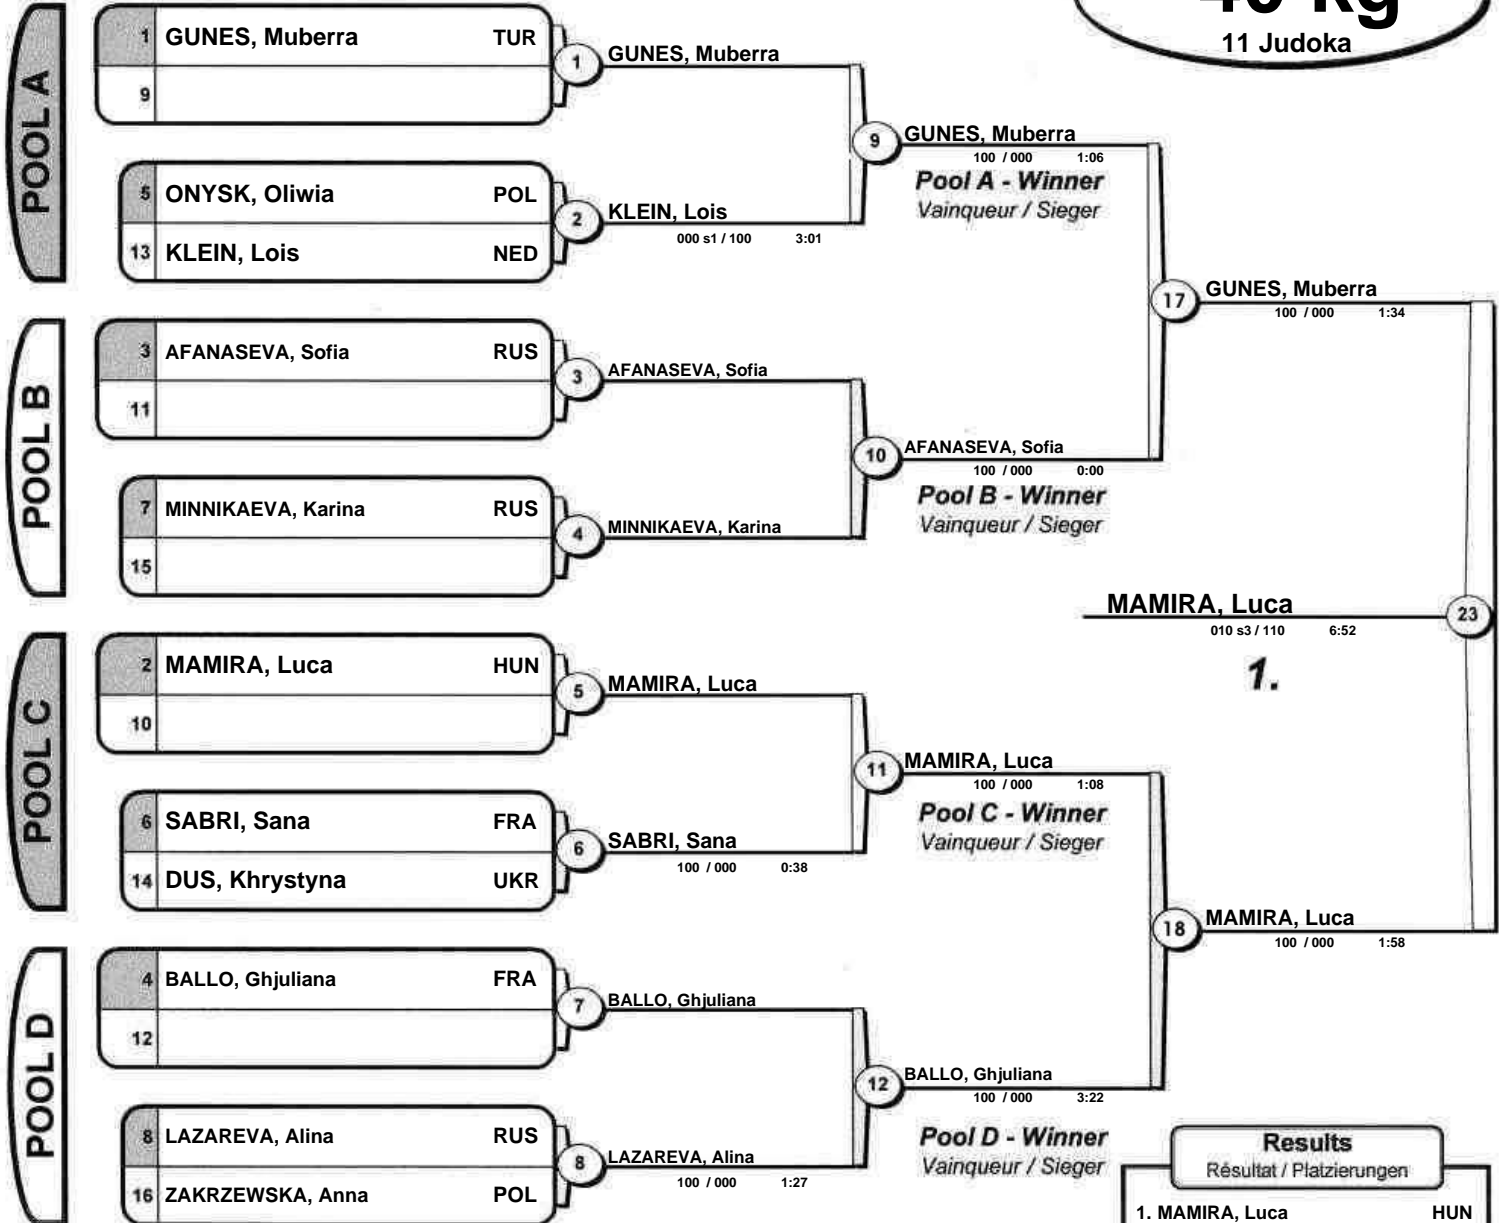 kg
11 Judoka
POOL A
1 GUNES, Muberra TUR
9
1 GUNES, Muberra
5 ONYSK, Oliwia POL
13 KLEIN, Lois NED
2 KLEIN, Lois
000 s1 / 100 3:01
9 GUNES, Muberra
100 / 000 1:06
Pool A - Winner
Vainqueur / Sieger
17 GUNES, Muberra
100 / 000 1:34
POOL B
3 AFANASEVA, Sofia RUS
11
3 AFANASEVA, Sofia
7 MINNIKAEVA, Karina RUS
15
4 MINNIKAEVA, Karina
10 AFANASEVA, Sofia
100 / 000 0:00
Pool B - Winner
Vainqueur / Sieger
MAMIRA, Luca 23
010 s3 / 110 6:52
1.
POOL C
2 MAMIRA, Luca HUN
10
5 MAMIRA, Luca
6 SABRI, Sana FRA
14 DUS, Khrystyna UKR
6 SABRI, Sana
100 / 000 0:38
11 MAMIRA, Luca
100 / 000 1:08
Pool C - Winner
Vainqueur / Sieger
18 MAMIRA, Luca
100 / 000 1:58
POOL D
4 BALLO, Ghjuliana FRA
12
7 BALLO, Ghjuliana
8 LAZAREVA, Alina RUS
16 ZAKRZEWSKA, Anna POL
8 LAZAREVA, Alina
100 / 000 1:27
12 BALLO, Ghjuliana
100 / 000 3:22
Pool D - Winner
Vainqueur / Sieger
Results
Résultat / Platzierungen
1. MAMIRA, Luca HUN